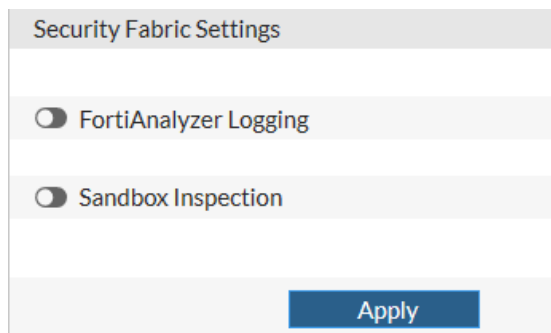 Security Fabric Settings
FortiAnalyzer Logging
Sandbox Inspection
Apply